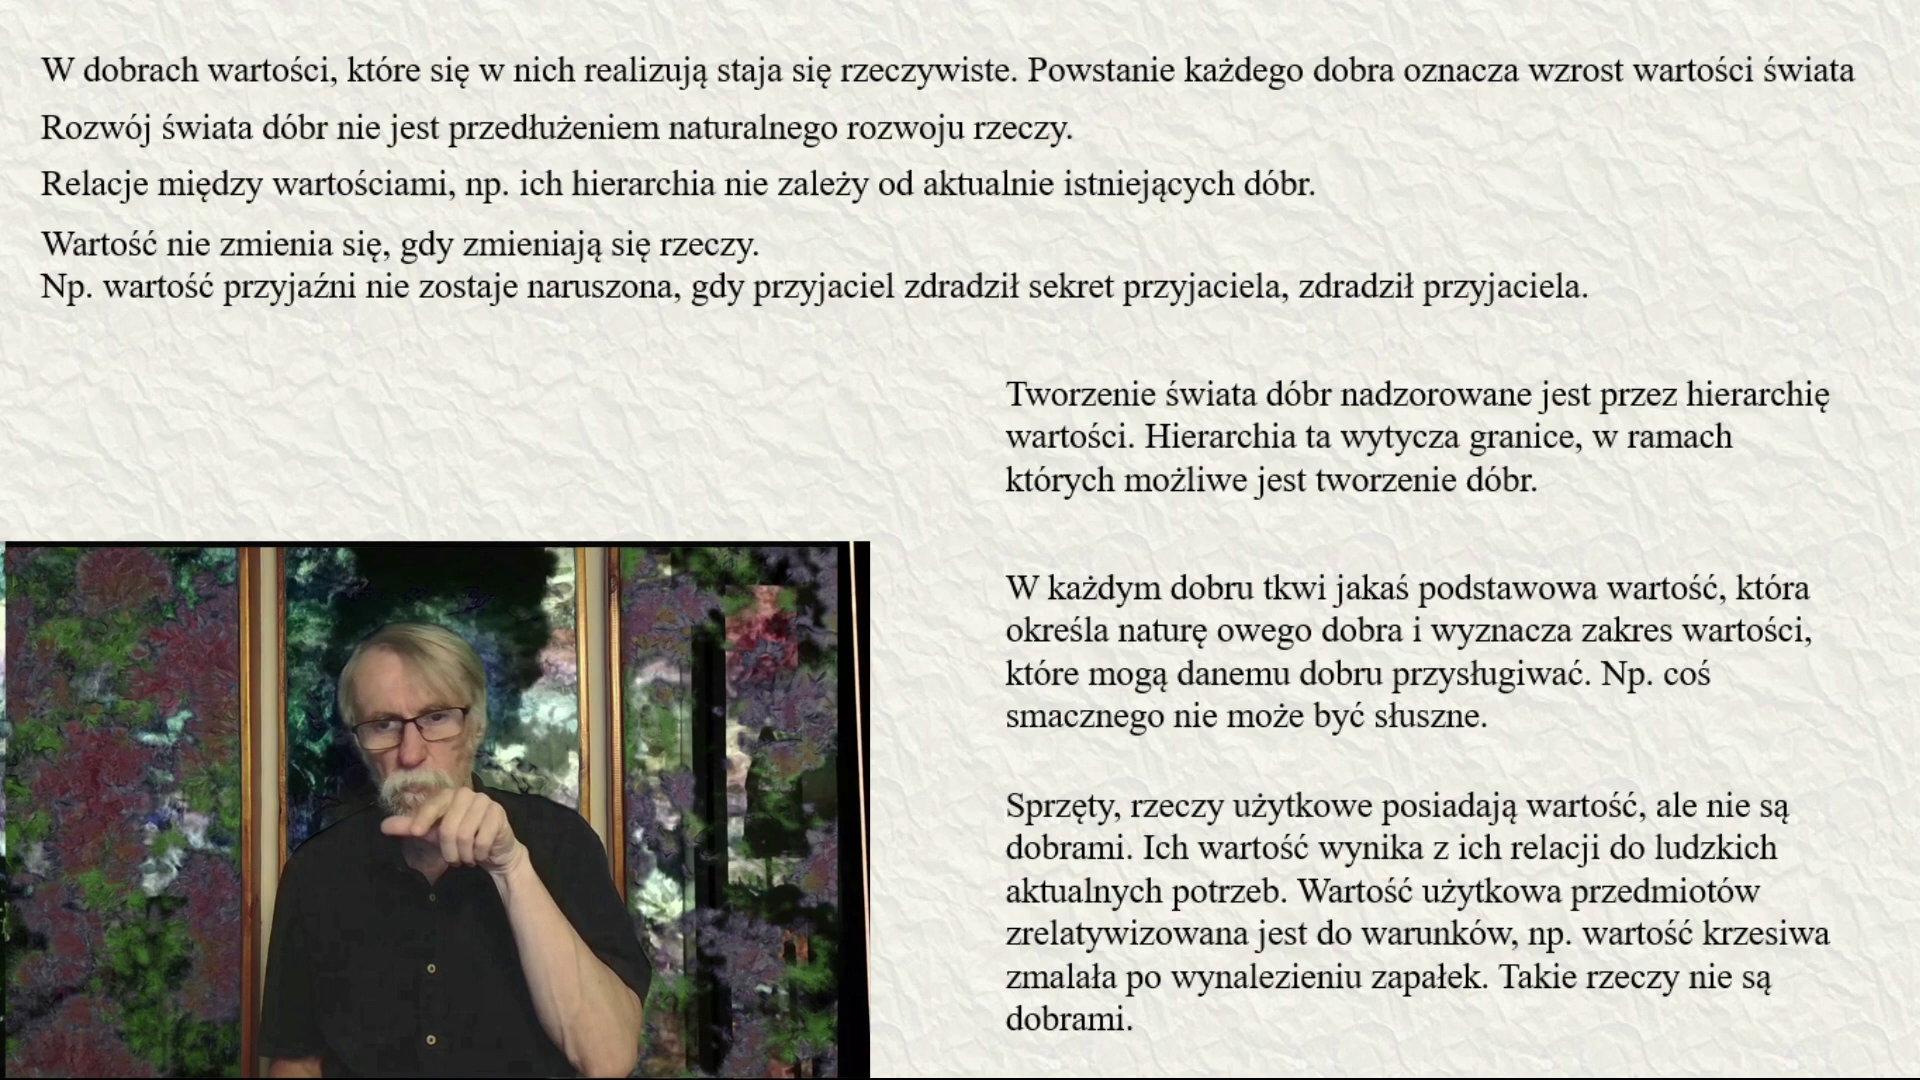 W dobrach wartości, które się w nich realizują staja się rzeczywiste. Powstanie każdego dobra oznacza wzrost wartości świata
Rozwój świata dóbr nie jest przedłużeniem naturalnego rozwoju rzeczy.
Relacje między wartościami, np. ich hierarchia nie zależy od aktualnie istniejących dóbr.
Wartość nie zmienia się, gdy zmieniają się rzeczy.
Np. wartość przyjaźni nie zostaje naruszona, gdy przyjaciel zdradził sekret przyjaciela, zdradził przyjaciela.
Tworzenie świata dóbr nadzorowane jest przez hierarchię
wartości. Hierarchia ta wytycza granice, w ramach
których możliwe jest tworzenie dóbr.
W każdym dobru tkwi jakaś podstawowa wartość, która
określa naturę owego dobra i wyznacza zakres wartości,
które mogą danemu dobru przysługiwać. Np. coś
smacznego nie może być słuszne.
Sprzęty, rzeczy użytkowe posiadają wartość, ale nie są
dobrami. Ich wartość wynika z ich relacji do ludzkich
aktualnych potrzeb. Wartość użytkowa przedmiotów
zrelatywizowana jest do warunków, np. wartość krzesiwa
zmalała po wynalezieniu zapałek. Takie rzeczy nie są
dobrami.